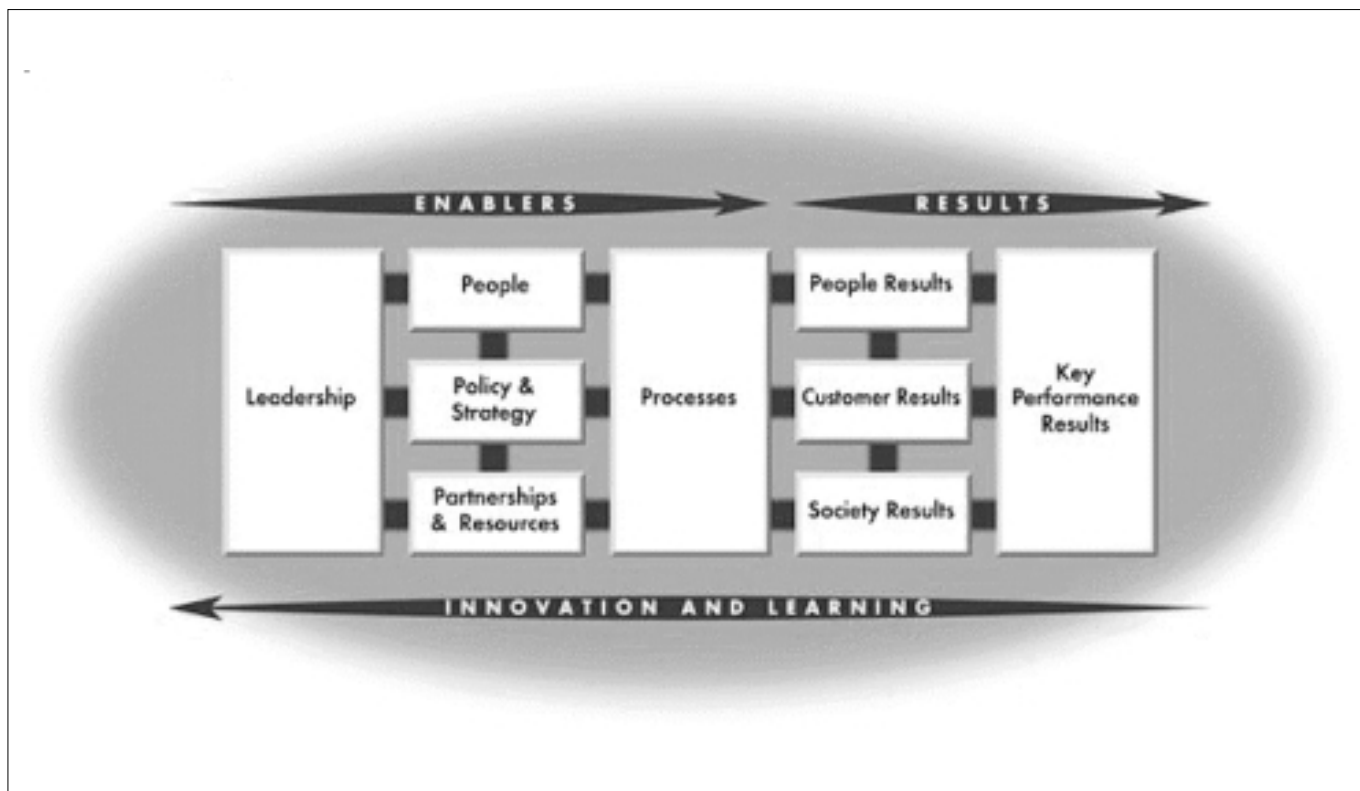 ENABLERS
RESULTS
Leadership
People
Policy &
Strategy
Partnerships
& Resources
Processes
People Results
Customer Results
Society Results
Key
Performance
Results
INNOVATION AND LEARNING